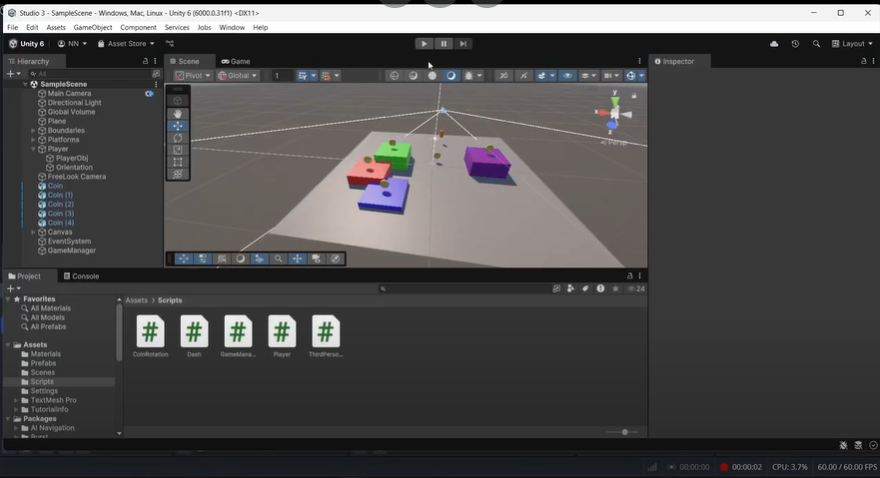 Studio 3 - SampleScene - Windows, Mac, Linux - Unity 6 (6000.0.31f1) <DX11>
File Edit Assets GameObject Component Services Jobs Window Help
Unity 6 NN Asset Store Layout
Hierarchy
All
SampleScene
Main Camera
Directional Light
Global Volume
Plane
Boundaries
Platforms
Player
PlayerObj
Orientation
FreeLook Camera
Coin
Coin (1)
Coin (2)
Coin (3)
Coin (4)
Canvas
EventSystem
GameManager
Scene Game
Pivot Global 1
y
x
Persp
Inspector
Project Console
24
Favorites
All Materials
All Models
All Prefabs
Assets
Materials
Prefabs
Scenes
Scripts
Settings
TextMesh Pro
TutorialInfo
Packages
AI Navigation
Burst
Assets > Scripts
CoinRotation Dash GameMana... Player ThirdPerso...
00:00:00 00:00:02 CPU: 3.7% 60.00 / 60.00 FPS